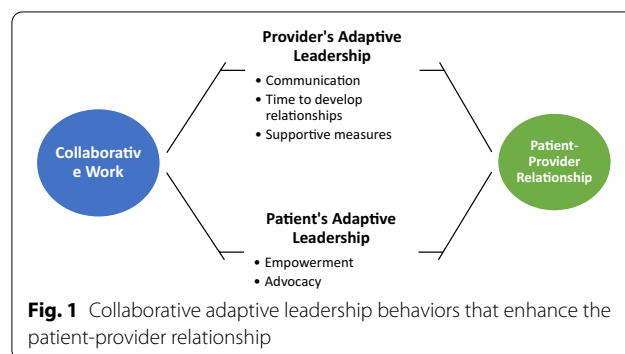 Provider's Adaptive
Leadership
• Communication
• Time to develop
relationships
• Supportive measures
Collaborativ
e Work
Patient-
Provider
Relationship
Patient's Adaptive
Leadership
• Empowerment
• Advocacy
Fig. 1 Collaborative adaptive leadership behaviors that enhance the
patient-provider relationship